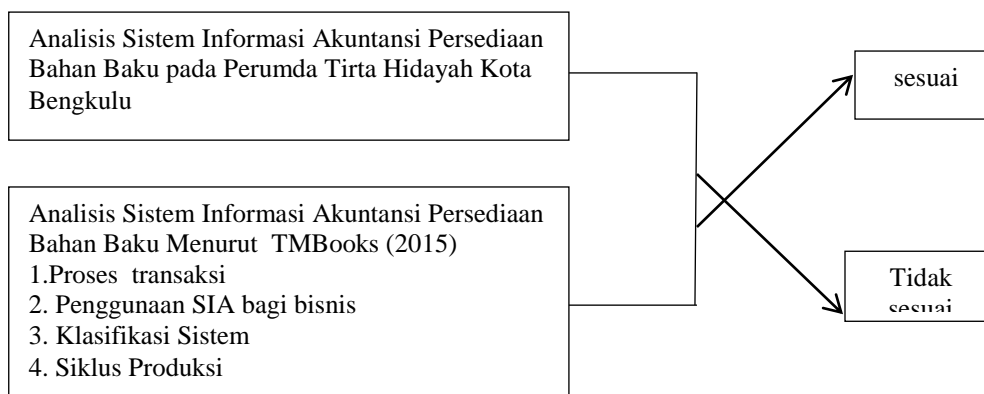 Analisis Sistem Informasi Akuntansi Persediaan
Bahan Baku pada Perumda Tirta Hidayah Kota
Bengkulu
sesuai
Analisis Sistem Informasi Akuntansi Persediaan
Bahan Baku Menurut TMBooks (2015)
1.Proses transaksi
2. Penggunaan SIA bagi bisnis
3. Klasifikasi Sistem
4. Siklus Produksi
Tidak
sesuai